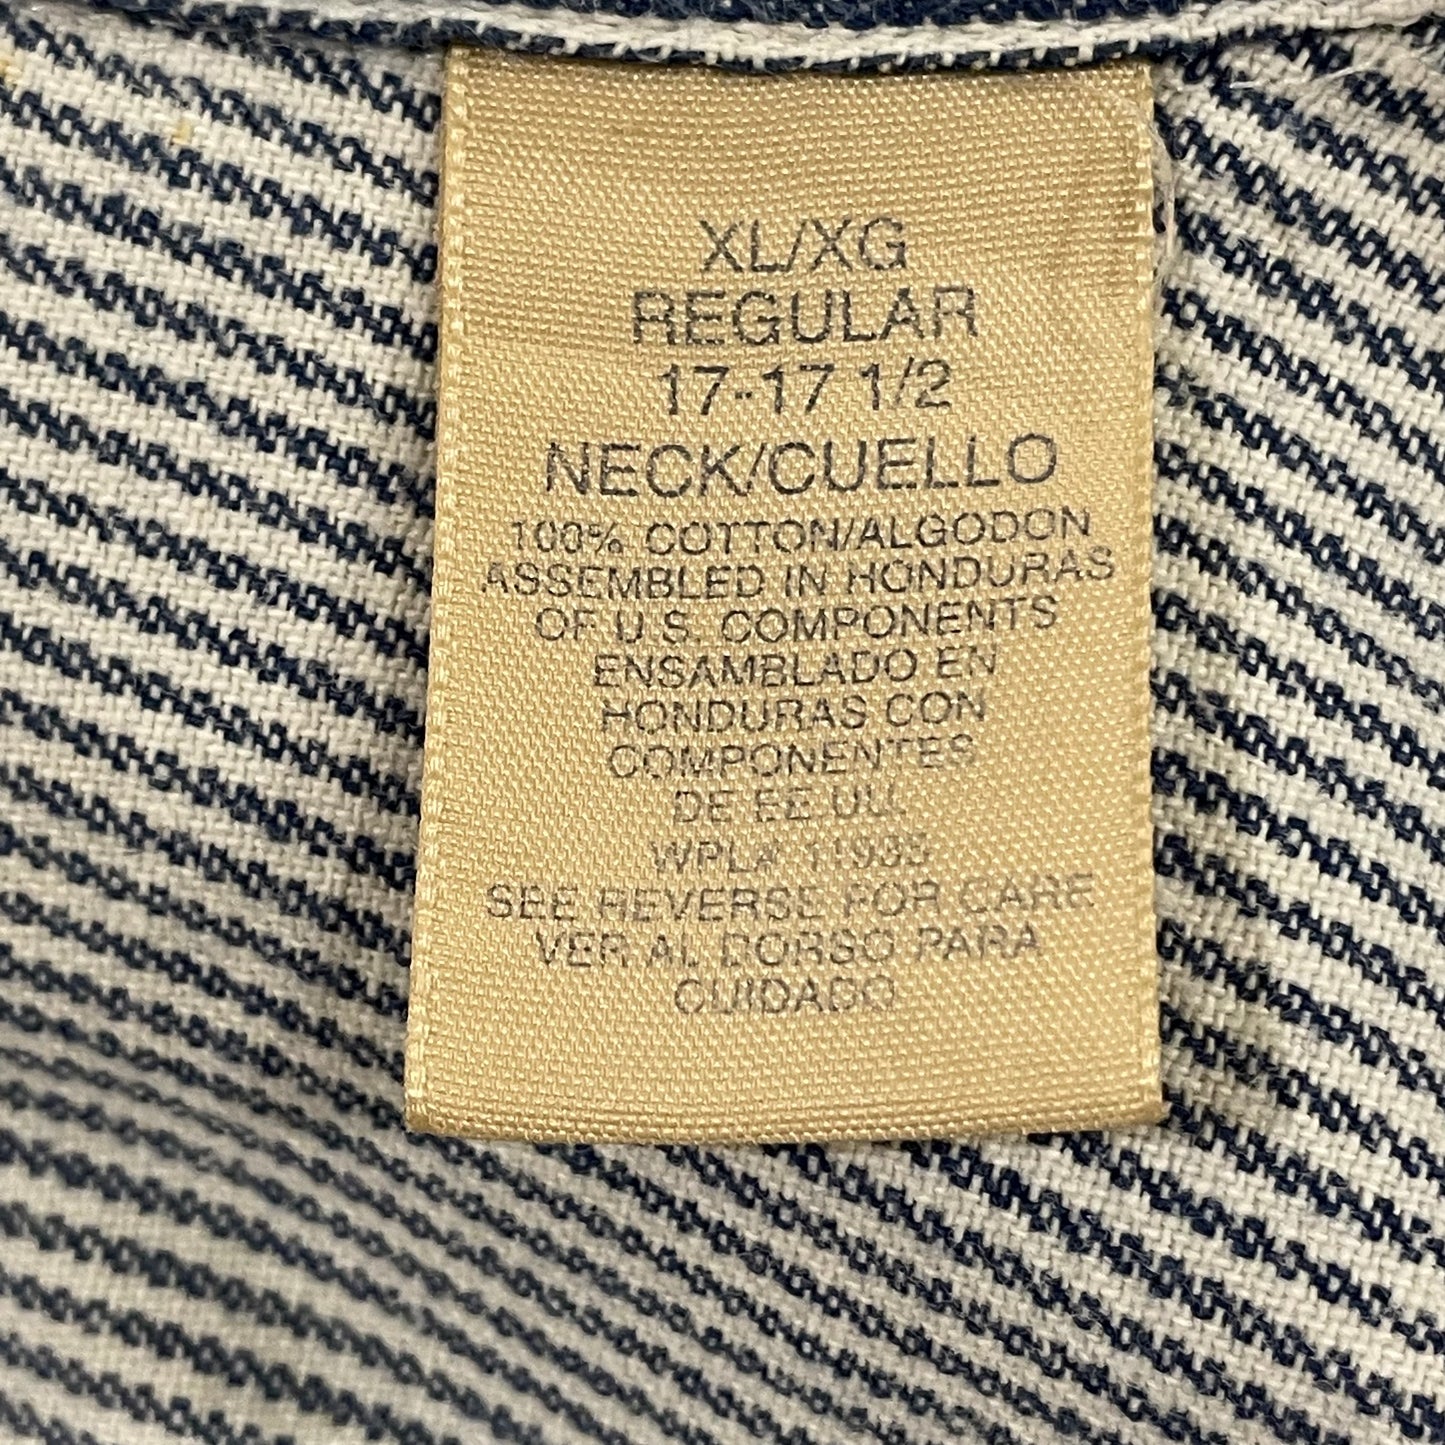 XL/XG
REGULAR
17-17 1/2
NECK/CUELLO
100% COTTON/ALGODON
ASSEMBLED IN HONDURAS
OF U.S. COMPONENTS
ENSAMBLADO EN
HONDURAS CON
COMPONENTES
DE EE.UU.
WPL# 11935
SEE REVERSE FOR CARE
VER AL DORSO PARA
CUIDADO